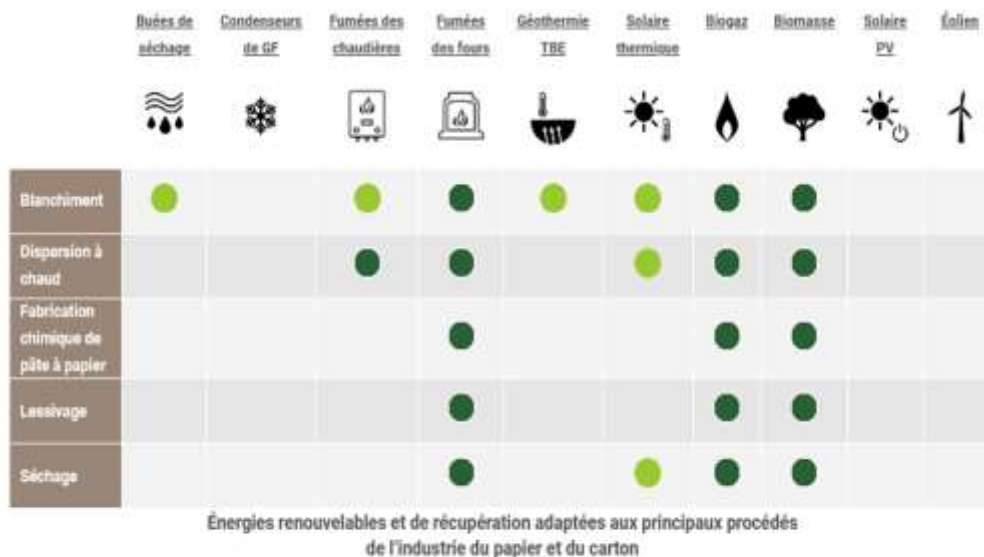 Buées de séchage
Condenseurs de GF
Fumées des chaudières
Fumées des fours
Géothermie TBE
Solaire thermique
Biogaz
Biomasse
Solaire PV
Éolien
Blanchiment
Dispersion à
chaud
Fabrication
chimique de
pâte à papier
Lessivage
Séchage
Énergies renouvelables et de récupération adaptées aux principaux procédés
de l'industrie du papier et du carton